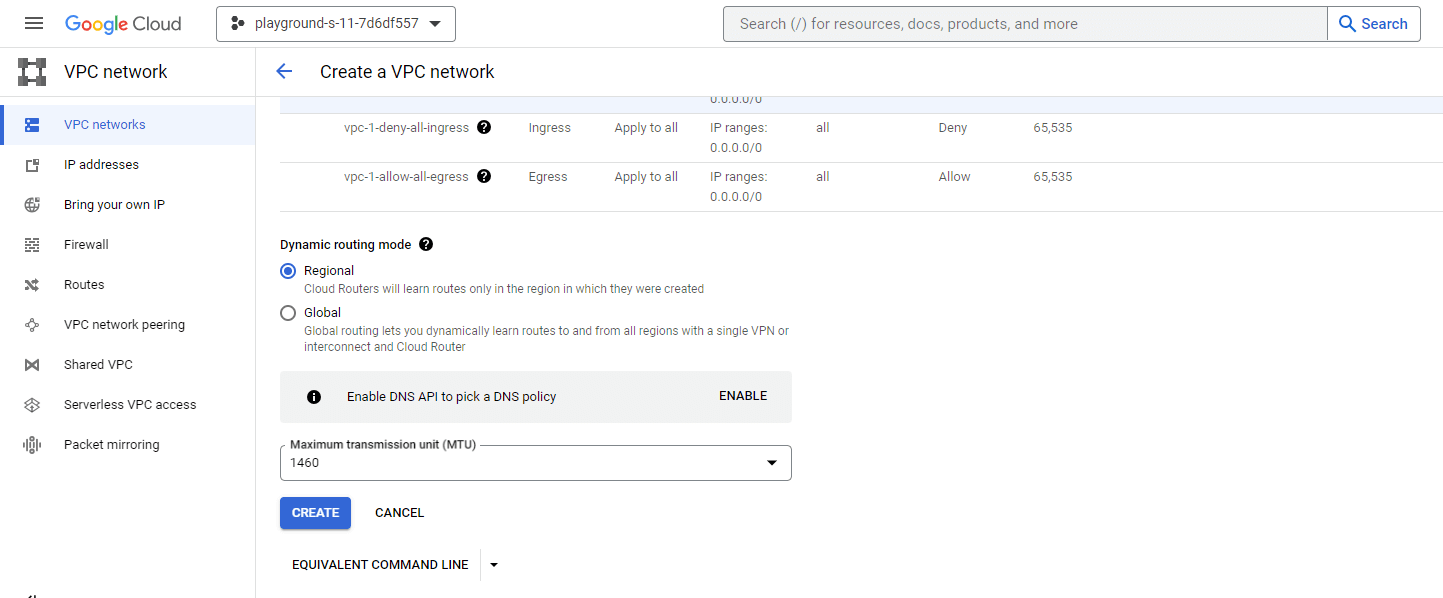 Google Cloud
playground-s-11-7d6df557
Search (/) for resources, docs, products, and more
Search
VPC network
Create a VPC network
VPC networks
IP addresses
Bring your own IP
Firewall
Routes
VPC network peering
Shared VPC
Serverless VPC access
Packet mirroring
0.0.0.0/0
vpc-1-deny-all-ingress Ingress Apply to all IP ranges: all Deny 65,535
0.0.0.0/0
vpc-1-allow-all-egress Egress Apply to all IP ranges: all Allow 65,535
0.0.0.0/0
Dynamic routing mode
Regional
Cloud Routers will learn routes only in the region in which they were created
Global
Global routing lets you dynamically learn routes to and from all regions with a single VPN or
interconnect and Cloud Router
Enable DNS API to pick a DNS policy ENABLE
Maximum transmission unit (MTU)
1460
CREATE CANCEL
EQUIVALENT COMMAND LINE